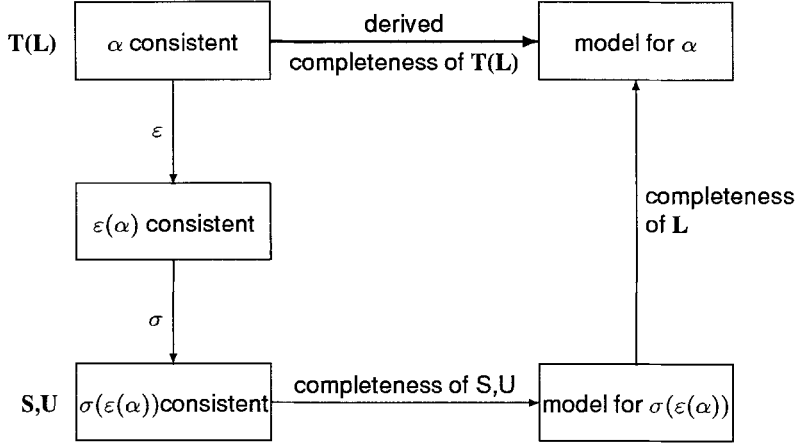 T(L)
α consistent
derived
completeness of T(L)
model for α
ε
ε(α) consistent
completeness
of L
σ
S,U
σ(ε(α))consistent
completeness of S,U
model for σ(ε(α))